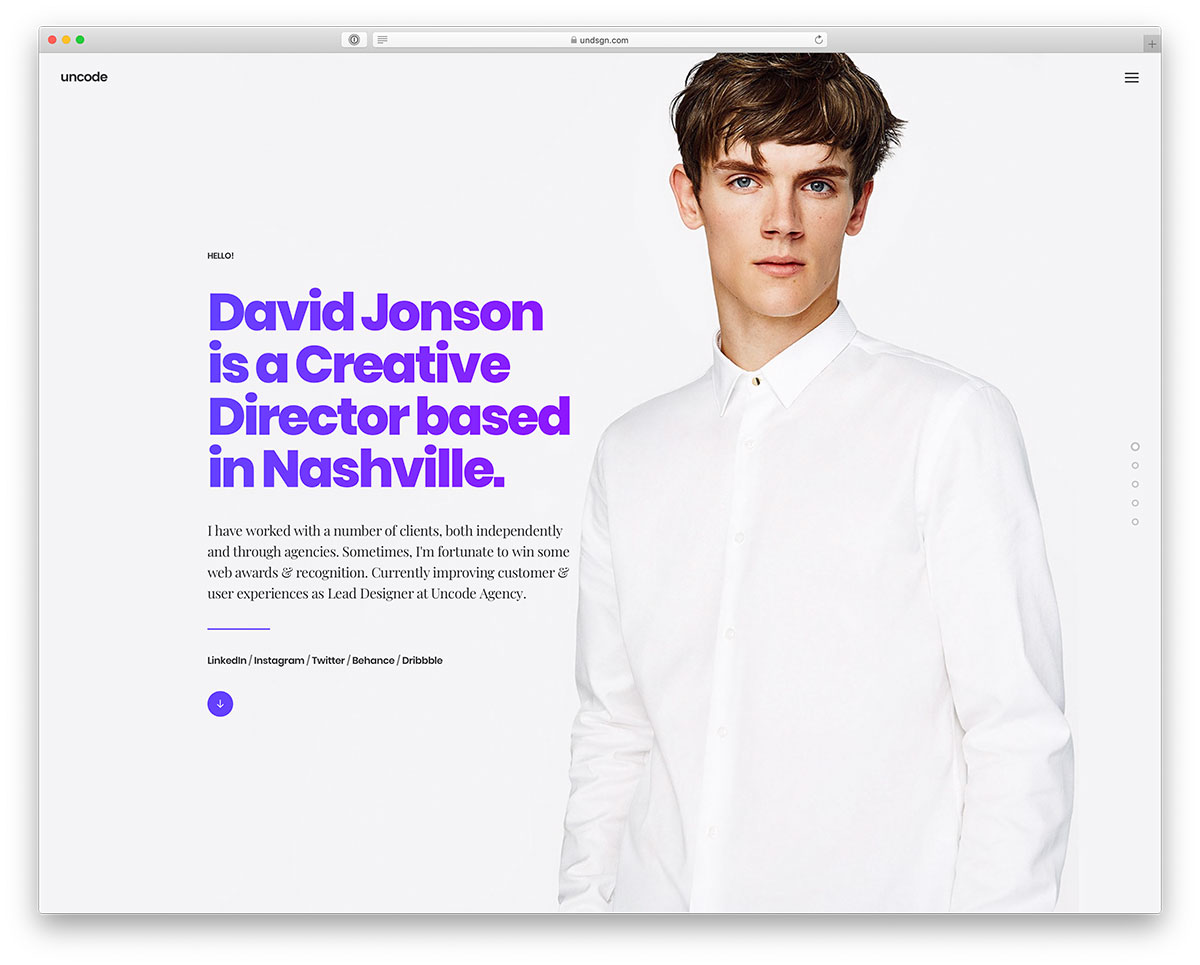 undsgn.com
uncode
HELLO!
David Jonson
is a Creative
Director based
in Nashville.
I have worked with a number of clients, both independently
and through agencies. Sometimes, I'm fortunate to win some
web awards & recognition. Currently improving customer &
user experiences as Lead Designer at Uncode Agency.
LinkedIn / Instagram / Twitter / Behance / Dribbble